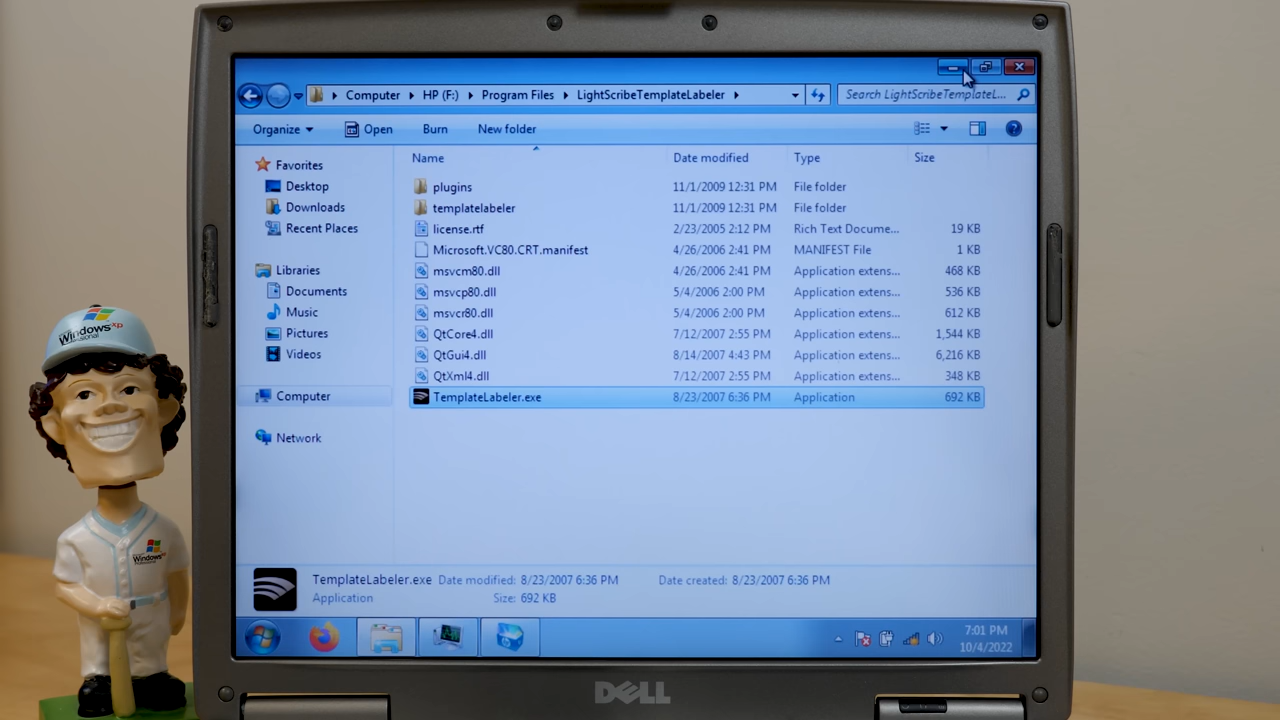 Computer HP (F:) Program Files LightScribeTemplateLabeler Search LightScribeTemplateL...
Organize Open Burn New folder
Name Date modified Type Size
Favorites
Desktop
Downloads
Recent Places
Libraries
Documents
Music
Pictures
Videos
Computer
Network
plugins 11/1/2009 12:31 PM File folder
templatelabeler 11/1/2009 12:31 PM File folder
license.rtf 2/23/2005 2:12 PM Rich Text Docume... 19 KB
Microsoft.VC80.CRT.manifest 4/26/2006 2:41 PM MANIFEST File 1 KB
msvcm80.dll 4/26/2006 2:41 PM Application extens... 468 KB
msvcp80.dll 5/4/2006 2:00 PM Application extens... 536 KB
msvcr80.dll 5/4/2006 2:00 PM Application extens... 612 KB
QtCore4.dll 7/12/2007 2:55 PM Application extens... 1,544 KB
QtGui4.dll 8/14/2007 4:43 PM Application extens... 6,216 KB
QtXml4.dll 7/12/2007 2:55 PM Application extens... 348 KB
TemplateLabeler.exe 8/23/2007 6:36 PM Application 692 KB
TemplateLabeler.exe Date modified: 8/23/2007 6:36 PM Date created: 8/23/2007 6:36 PM
Application Size: 692 KB
7:01 PM
10/4/2022
DELL
Windows xp
Professional
Windows xp